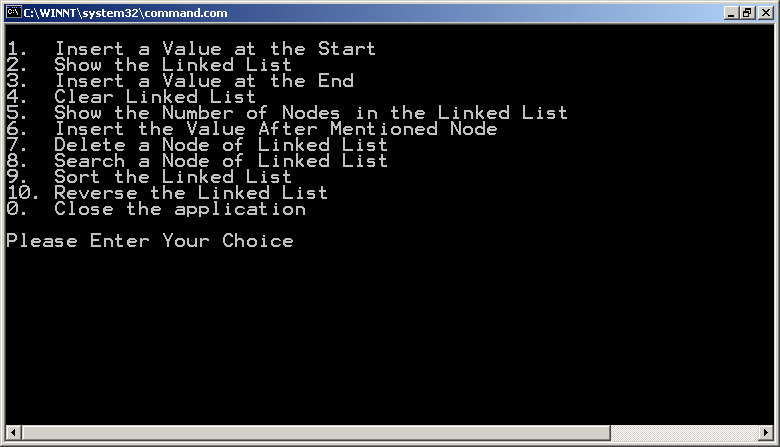 C:\WINNT\system32\command.com
1. Insert a Value at the Start
2. Show the Linked List
3. Insert a Value at the End
4. Clear Linked List
5. Show the Number of Nodes in the Linked List
6. Insert the Value After Mentioned Node
7. Delete a Node of Linked List
8. Search a Node of Linked List
9. Sort the Linked List
10. Reverse the Linked List
0. Close the application
Please Enter Your Choice